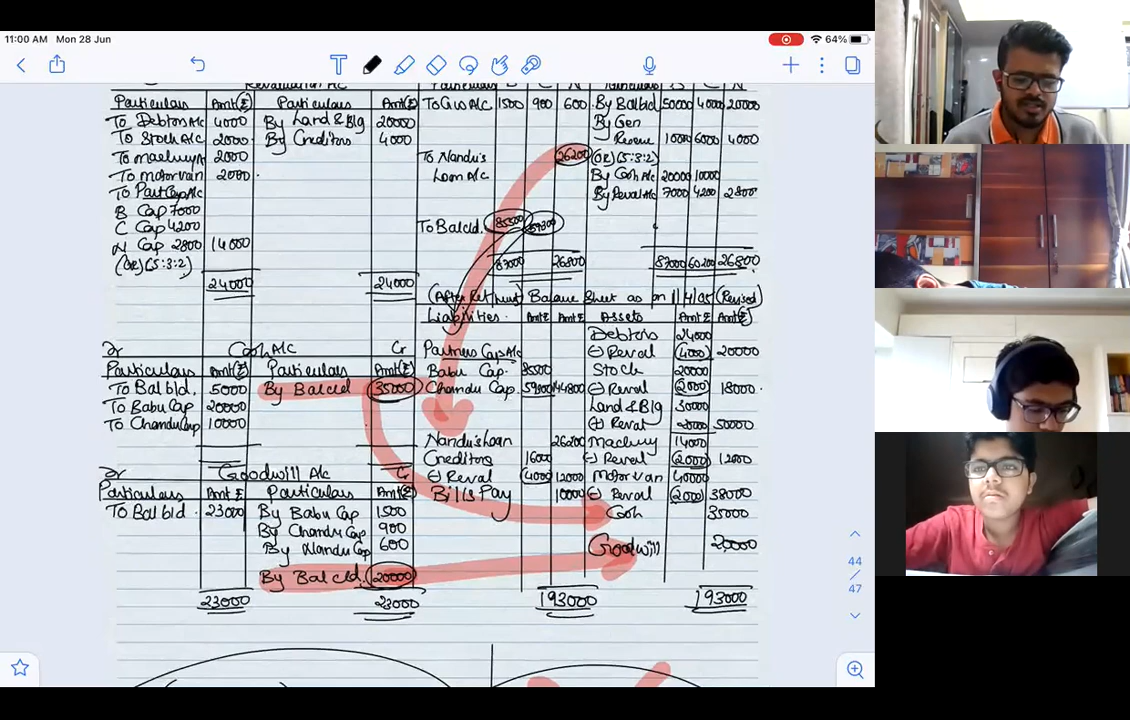 11:00 AM Mon 28 Jun
64%
Revaluation A/c
Particulars Amt(₹) Particulars Amt(₹)
To Debtors A/c 4000 By Land & Blg 20000
To Stock A/c 2000 By Creditors 4000
To machinery A/c 2000
To motorvan 2000
To Part Cap A/c
B Cap 7000
C Cap 4200
N Cap 2800 14000
(OR) (5:3:2)
24000 24000
To G/w A/c 1500 900 600 By Bal bld 50000 40000 20000
By Gen
Reserve 10000 6000 4000
To Nandu's 26200 (OR) (5:3:2)
Loan A/c By Cash A/c 20000 10000
By Reval A/c 7000 4200 2800
To Bal c/d. 85500 59300
87000 26800 87000 60200 26800
(After Retirement) Balance Sheet as on 1/4/05 (Revised)
Liabilities. Amt ₹ Amt ₹ Assets Amt ₹ Amt(₹)
Partners Cap A/c Debtors 24000
Babu Cap. 85500 (-) Reval (4000) 20000
Chandu Cap. 59300 144800 Stock 20000
(-) Reval (2000) 18000
Land & Blg 30000
(+) Reval 20000 50000
Nandu's Loan 26200 Machinery 14000
Creditors 16000 (-) Reval (2000) 12000
(-) Reval (4000) 12000 Motorvan 40000
Bills Pay 10000 (-) Reval (2000) 38000
Cash 35000
Goodwill 20000
193000 193000
Dr Cash A/c Cr
Particulars Amt(₹) Particulars Amt(₹)
To Bal bld. 5000 By Bal c/d 35000
To Babu Cap 20000
To Chandu Cap 10000
Dr Goodwill A/c Cr
Particulars Amt ₹ Particulars Amt(₹)
To Bal bld 23000 By Babu Cap 1500
By Chandu Cap 900
By Nandu Cap 600
By Bal c/d. 20000
23000 23000
44
/
47